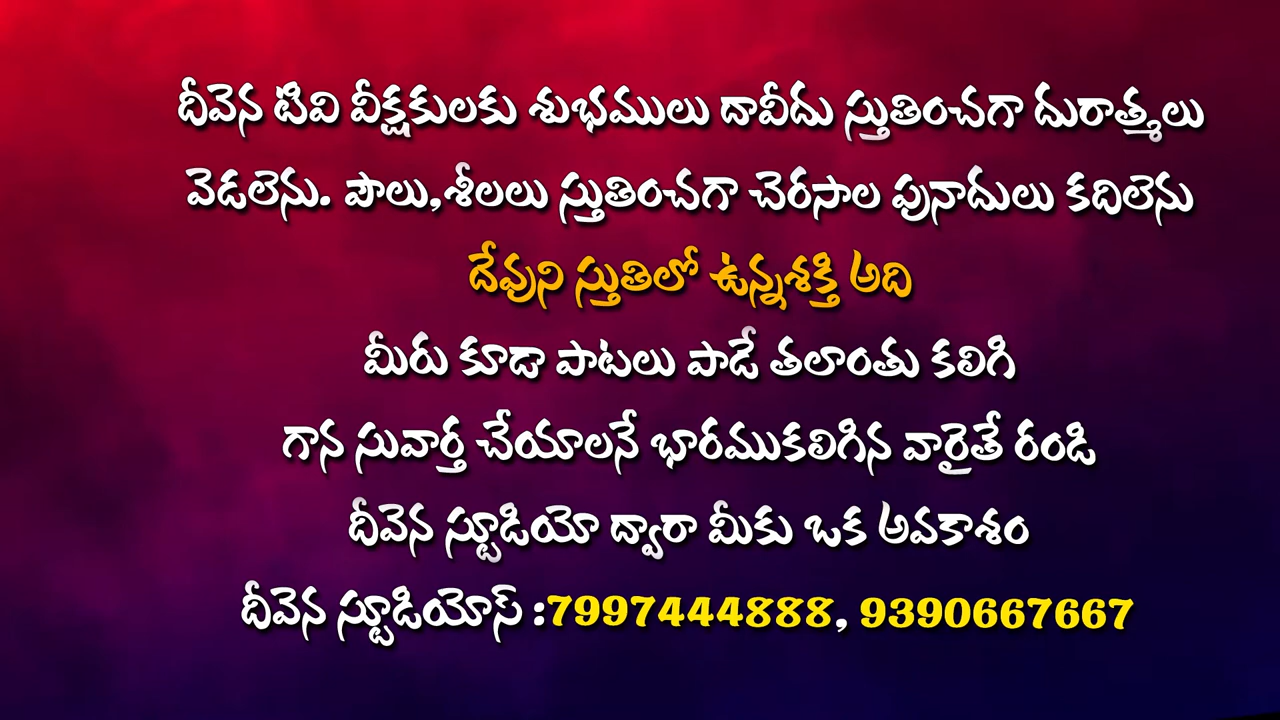 దీవెన టివి వీక్షకులకు శుభములు దావీదు స్తుతించగా దురాత్మలు
వెడలెను. పౌలు,శీలలు స్తుతించగా చెరసాల పునాదులు కదిలెను
దేవుని స్తుతిలో ఉన్నశక్తి అది
మీరు కూడా పాటలు పాడే తలాంతు కలిగి
గాన సువార్త చేయాలనే భారముకలిగిన వారైతే రండి
దీవెన స్టూడియో ద్వారా మీకు ఒక అవకాశం
దీవెన స్టూడియోస్ :7997444888, 9390667667